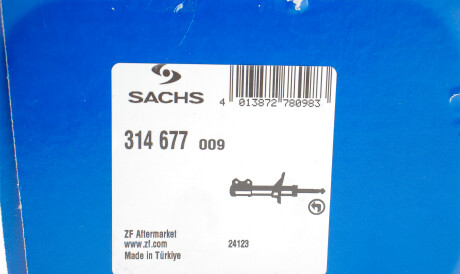 SACHS
4 013872 780983
314 677 009
ZF Aftermarket
www.zf.com
Made in Türkiye
24123